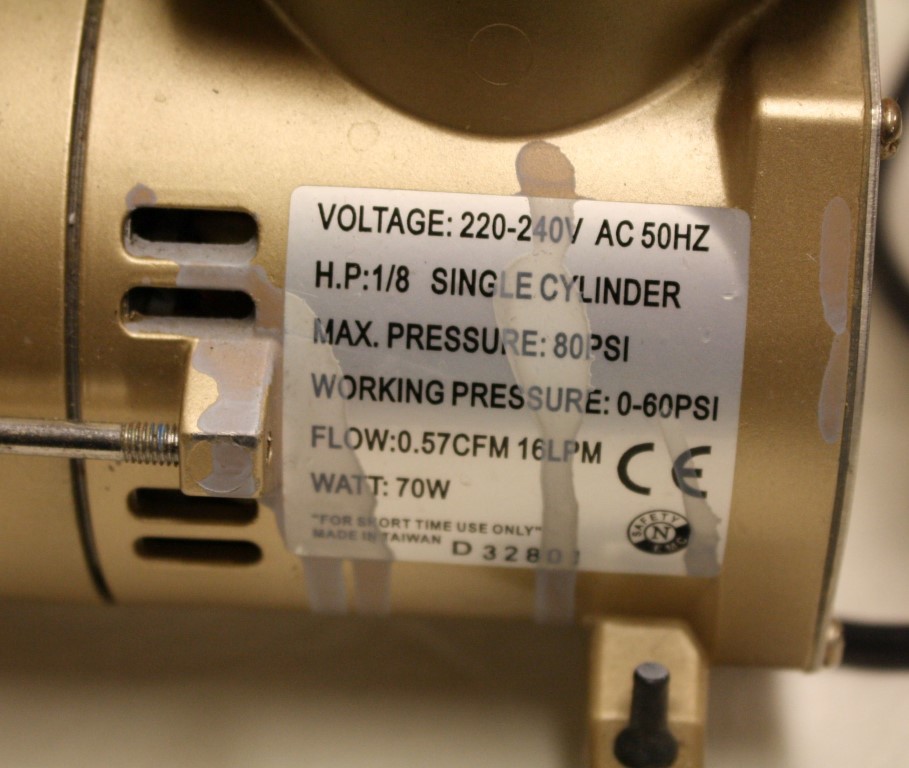 VOLTAGE: 220-240V AC 50HZ
H.P:1/8 SINGLE CYLINDER
MAX. PRESSURE: 80PSI
WORKING PRESSURE: 0-60PSI
FLOW:0.57CFM 16LPM
WATT: 70W
CE
"FOR SHORT TIME USE ONLY"
MADE IN TAIWAN
SAFETY
N